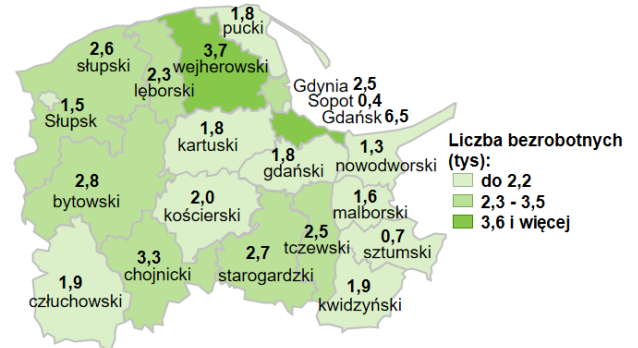 1,8
pucki
2,6
słupski
3,7
wejherowski
2,3
lęborski
Gdynia 2,5
Sopot 0,4
Gdańsk 6,5
1,5
Słupsk
1,8
kartuski
1,8
gdański
1,3
nowodworski
Liczba bezrobotnych
(tys):
do 2,2
2,3 - 3,5
3,6 i więcej
2,8
bytowski
2,0
kościerski
1,6
malborski
2,5
tczewski
0,7
sztumski
3,3
chojnicki
2,7
starogardzki
1,9
człuchowski
1,9
kwidzyński